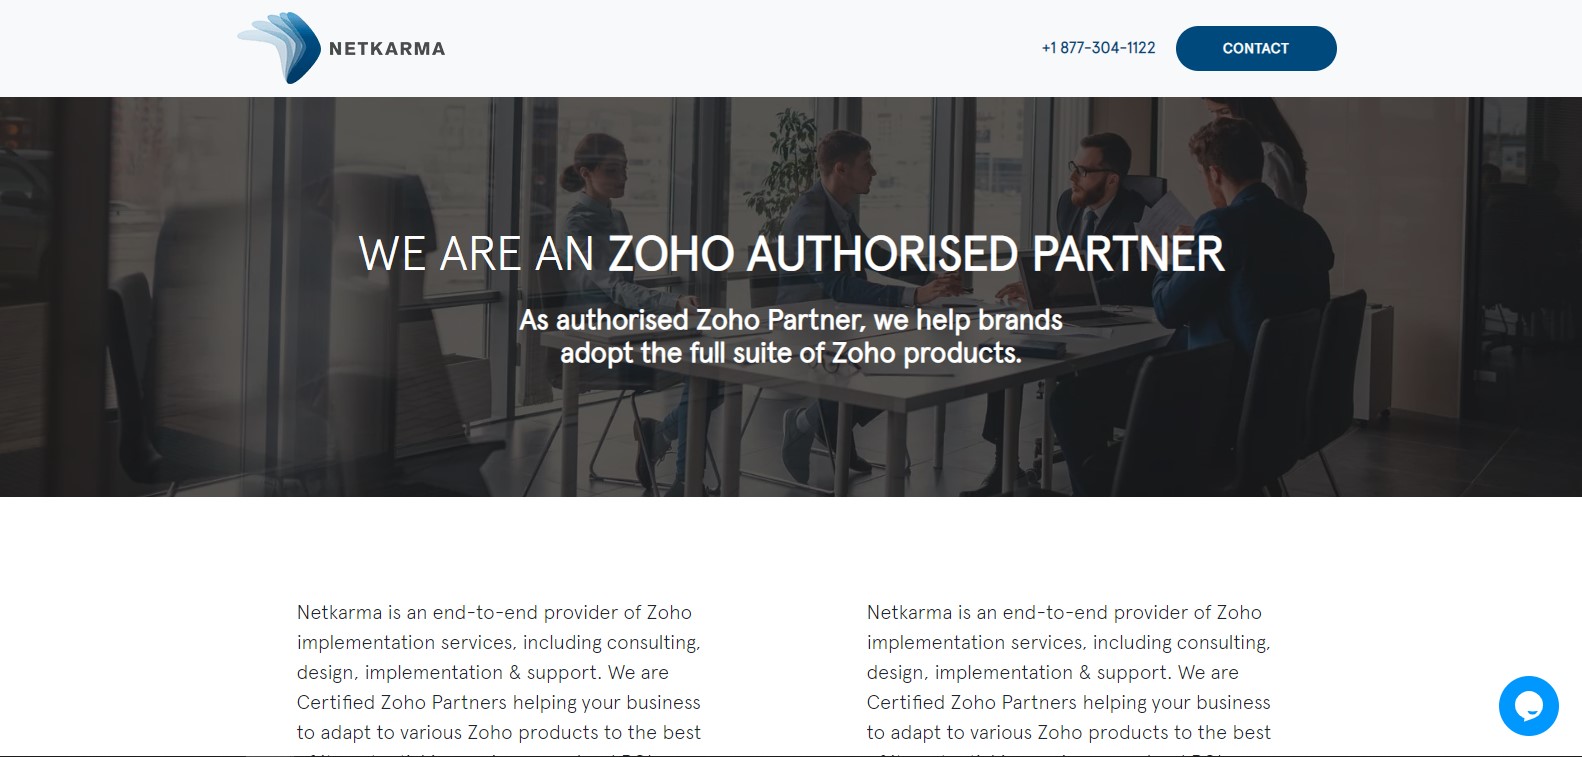 NETKARMA
+1 877-304-1122
CONTACT
WE ARE AN ZOHO AUTHORISED PARTNER
As authorised Zoho Partner, we help brands
adopt the full suite of Zoho products.
Netkarma is an end-to-end provider of Zoho
implementation services, including consulting,
design, implementation & support. We are
Certified Zoho Partners helping your business
to adapt to various Zoho products to the best
Netkarma is an end-to-end provider of Zoho
implementation services, including consulting,
design, implementation & support. We are
Certified Zoho Partners helping your business
to adapt to various Zoho products to the best